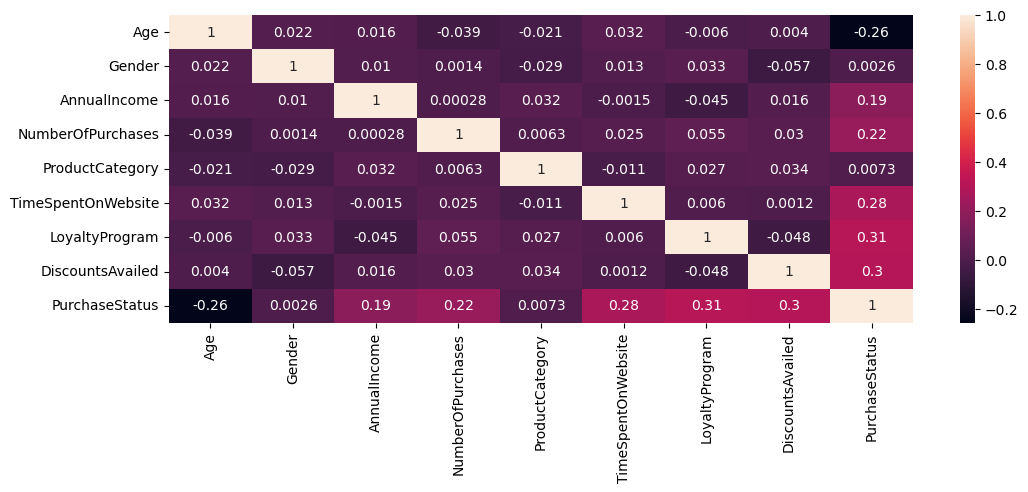 Age 1 0.022 0.016 -0.039 -0.021 0.032 -0.006 0.004 -0.26
Gender 0.022 1 0.01 0.0014 -0.029 0.013 0.033 -0.057 0.0026
AnnualIncome 0.016 0.01 1 0.00028 0.032 -0.0015 -0.045 0.016 0.19
NumberOfPurchases -0.039 0.0014 0.00028 1 0.0063 0.025 0.055 0.03 0.22
ProductCategory -0.021 -0.029 0.032 0.0063 1 -0.011 0.027 0.034 0.0073
TimeSpentOnWebsite 0.032 0.013 -0.0015 0.025 -0.011 1 0.006 0.0012 0.28
LoyaltyProgram -0.006 0.033 -0.045 0.055 0.027 0.006 1 -0.048 0.31
DiscountsAvailed 0.004 -0.057 0.016 0.03 0.034 0.0012 -0.048 1 0.3
PurchaseStatus -0.26 0.0026 0.19 0.22 0.0073 0.28 0.31 0.3 1
Age
Gender
AnnualIncome
NumberOfPurchases
ProductCategory
TimeSpentOnWebsite
LoyaltyProgram
DiscountsAvailed
PurchaseStatus
1.0
0.8
0.6
0.4
0.2
0.0
−0.2